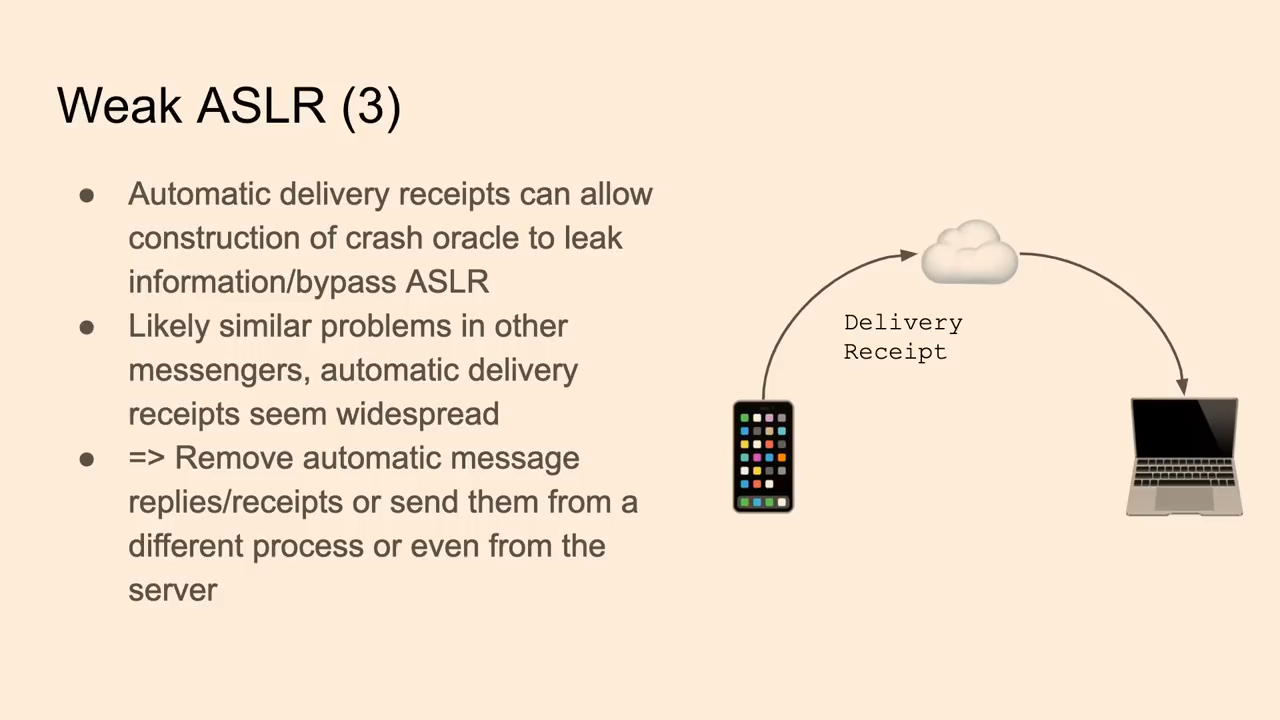 Weak ASLR (3)
● Automatic delivery receipts can allow
construction of crash oracle to leak
information/bypass ASLR
● Likely similar problems in other
messengers, automatic delivery
receipts seem widespread
● => Remove automatic message
replies/receipts or send them from a
different process or even from the
server
Delivery
Receipt